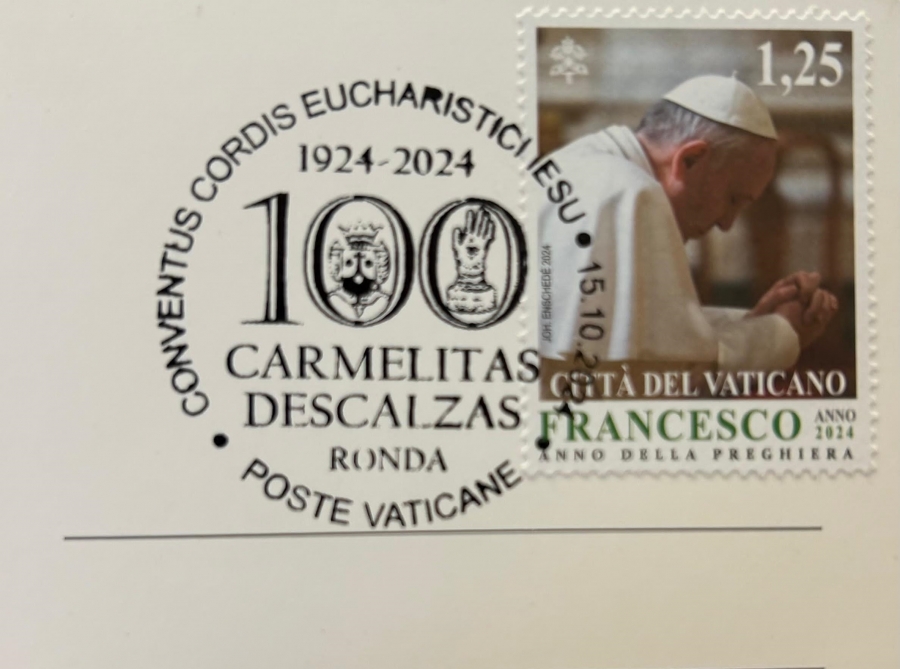 CONVENTUS CORDIS EUCHARISTICI IESU • 15.10.2024
1924-2024
100
CARMELITAS
DESCALZAS
RONDA
• POSTE VATICANE •
1,25
JOH. ENSCHEDÉ 2024
CITTÀ DEL VATICANO
FRANCESCO ANNO 2024
ANNO DELLA PREGHIERA